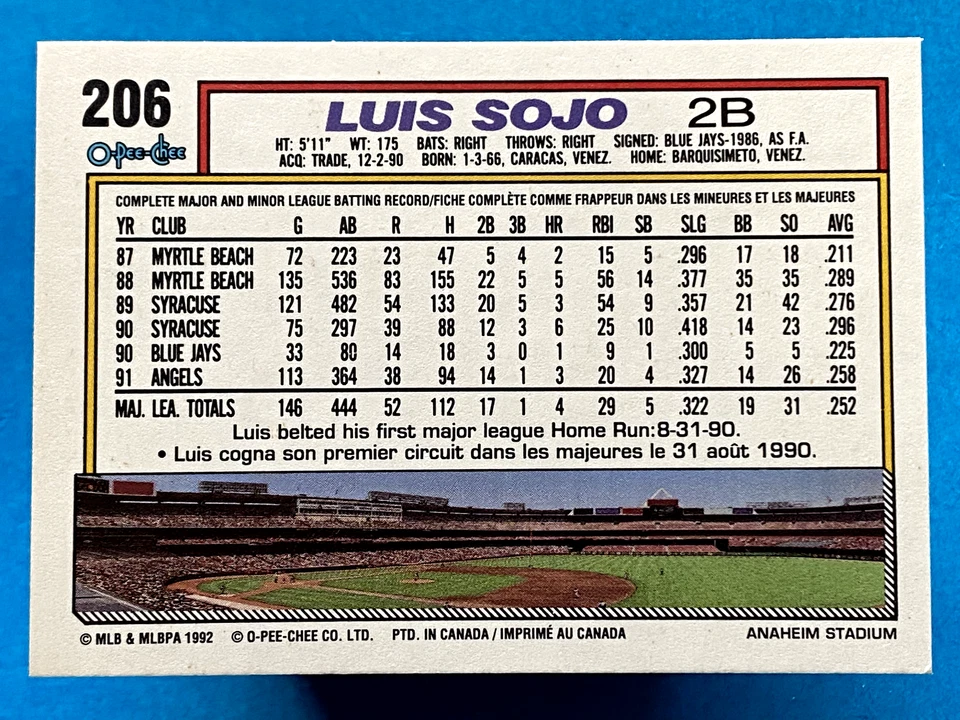 206
LUIS SOJO 2B
O-Pee-Chee
HT: 5'11" WT: 175 BATS: RIGHT THROWS: RIGHT SIGNED: BLUE JAYS-1986, AS F.A.
ACQ: TRADE, 12-2-90 BORN: 1-3-66, CARACAS, VENEZ. HOME: BARQUISIMETO, VENEZ.
COMPLETE MAJOR AND MINOR LEAGUE BATTING RECORD/FICHE COMPLÈTE COMME FRAPPEUR DANS LES MINEURES ET LES MAJEURES
YR CLUB G AB R H 2B 3B HR RBI SB SLG BB SO AVG
87 MYRTLE BEACH 72 223 23 47 5 4 2 15 5 .296 17 18 .211
88 MYRTLE BEACH 135 536 83 155 22 5 5 56 14 .377 35 35 .289
89 SYRACUSE 121 482 54 133 20 5 3 54 9 .357 21 42 .276
90 SYRACUSE 75 297 39 88 12 3 6 25 10 .418 14 23 .296
90 BLUE JAYS 33 80 14 18 3 0 1 9 1 .300 5 5 .225
91 ANGELS 113 364 38 94 14 1 3 20 4 .327 14 26 .258
MAJ. LEA. TOTALS 146 444 52 112 17 1 4 29 5 .322 19 31 .252
Luis belted his first major league Home Run:8-31-90.
• Luis cogna son premier circuit dans les majeures le 31 août 1990.
© MLB & MLBPA 1992 © O-PEE-CHEE CO. LTD. PTD. IN CANADA / IMPRIMÉ AU CANADA ANAHEIM STADIUM